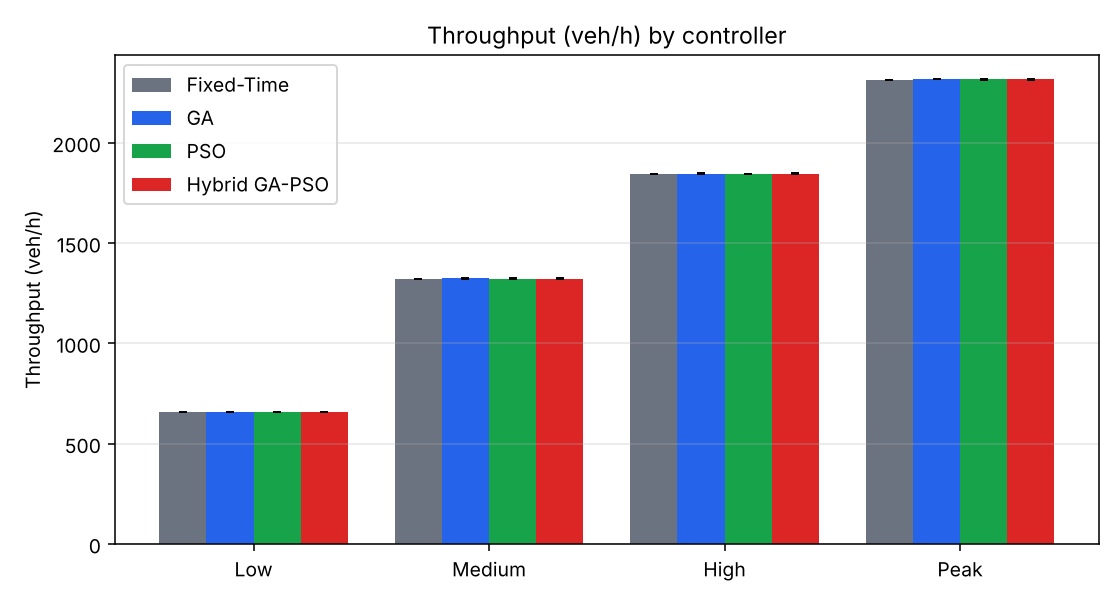 Throughput (veh/h) by controller
Fixed-Time
GA
PSO
Hybrid GA-PSO
Throughput (veh/h)
2000
1500
1000
500
0
Low
Medium
High
Peak